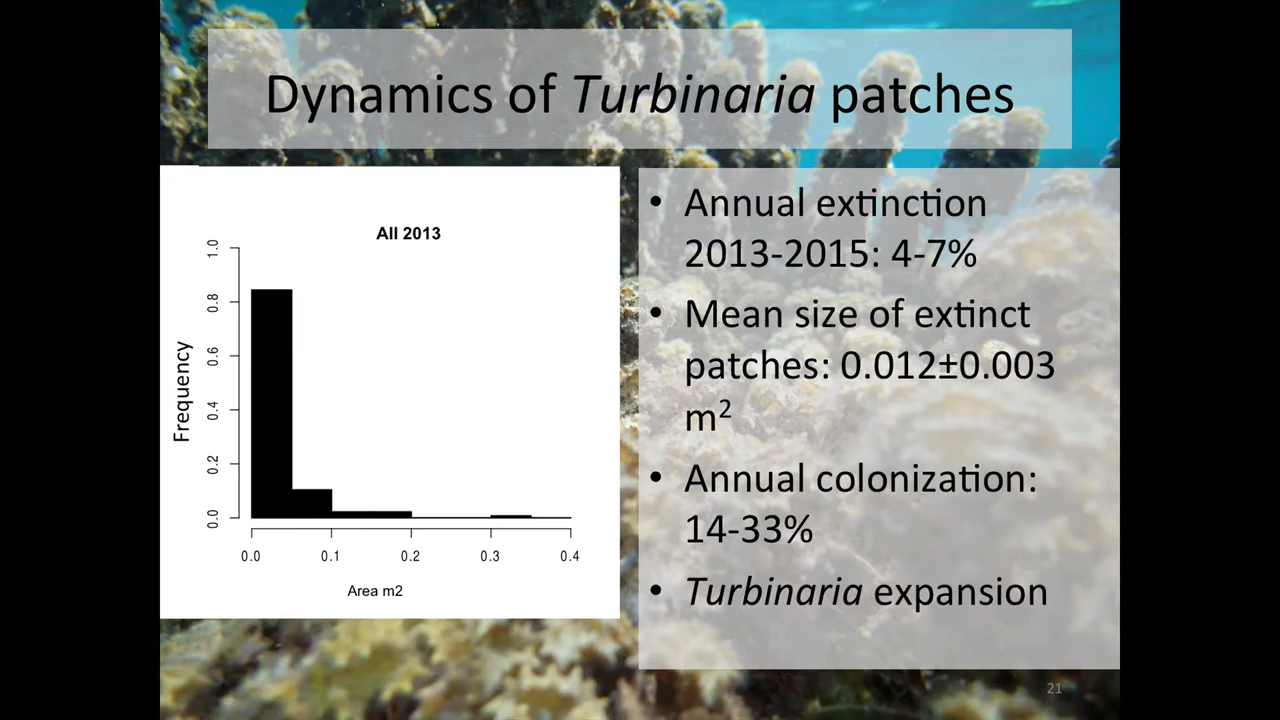 Dynamics of Turbinaria patches
All 2013
Frequency
1.0
0.8
0.6
0.4
0.2
0.0
0.0 0.1 0.2 0.3 0.4
Area m2
• Annual extinction
2013-2015: 4-7%
• Mean size of extinct
patches: 0.012±0.003
m²
• Annual colonization:
14-33%
• Turbinaria expansion
21